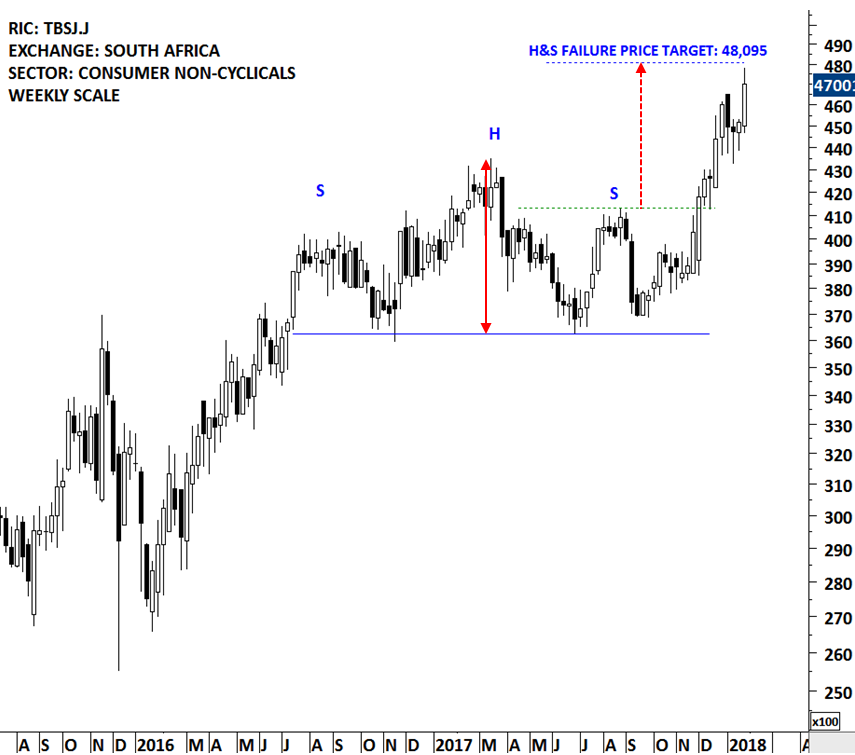 RIC: TBSJ.J
EXCHANGE: SOUTH AFRICA
SECTOR: CONSUMER NON-CYCLICALS
WEEKLY SCALE
H&S FAILURE PRICE TARGET: 48,095
H
S
S
490
480
47001
460
450
440
430
420
410
400
390
380
370
360
350
340
330
320
310
300
290
280
270
260
250
x100
A S O N D 2016 M A M J J A S O N D 2017 M A M J J A S O N D 2018 A